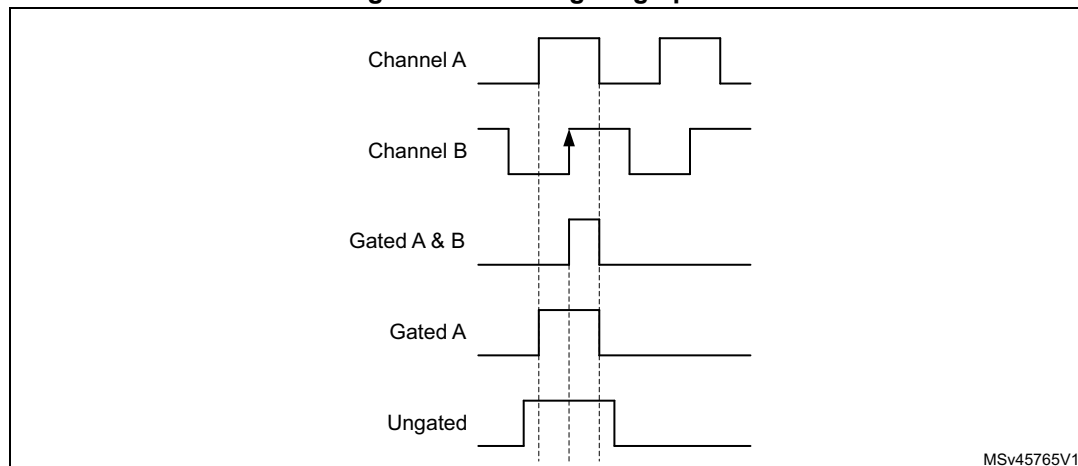 Channel A
Channel B
Gated A & B
Gated A
Ungated
MSv45765V1